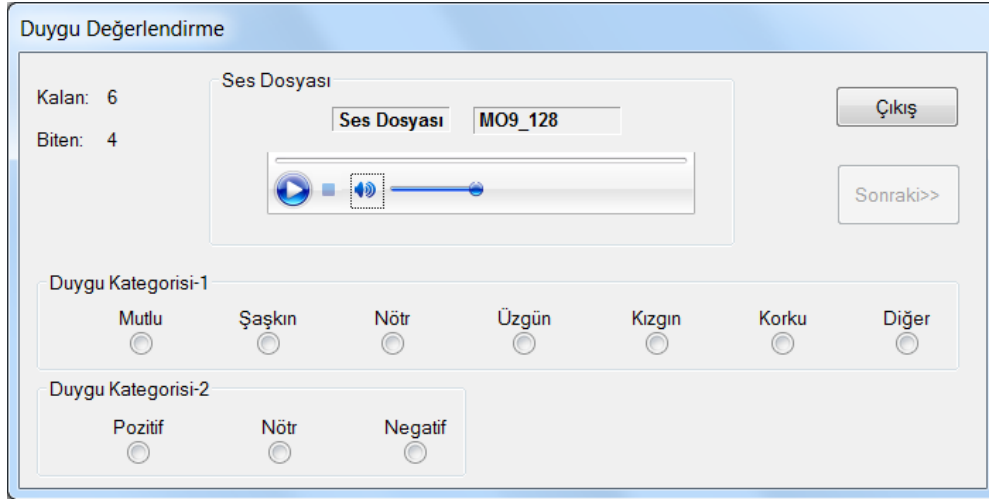 Duygu Değerlendirme
Kalan: 6
Biten: 4
Ses Dosyası
Ses Dosyası MO9_128
Çıkış
Sonraki>>
Duygu Kategorisi-1
Mutlu Şaşkın Nötr Üzgün Kızgın Korku Diğer
Duygu Kategorisi-2
Pozitif Nötr Negatif